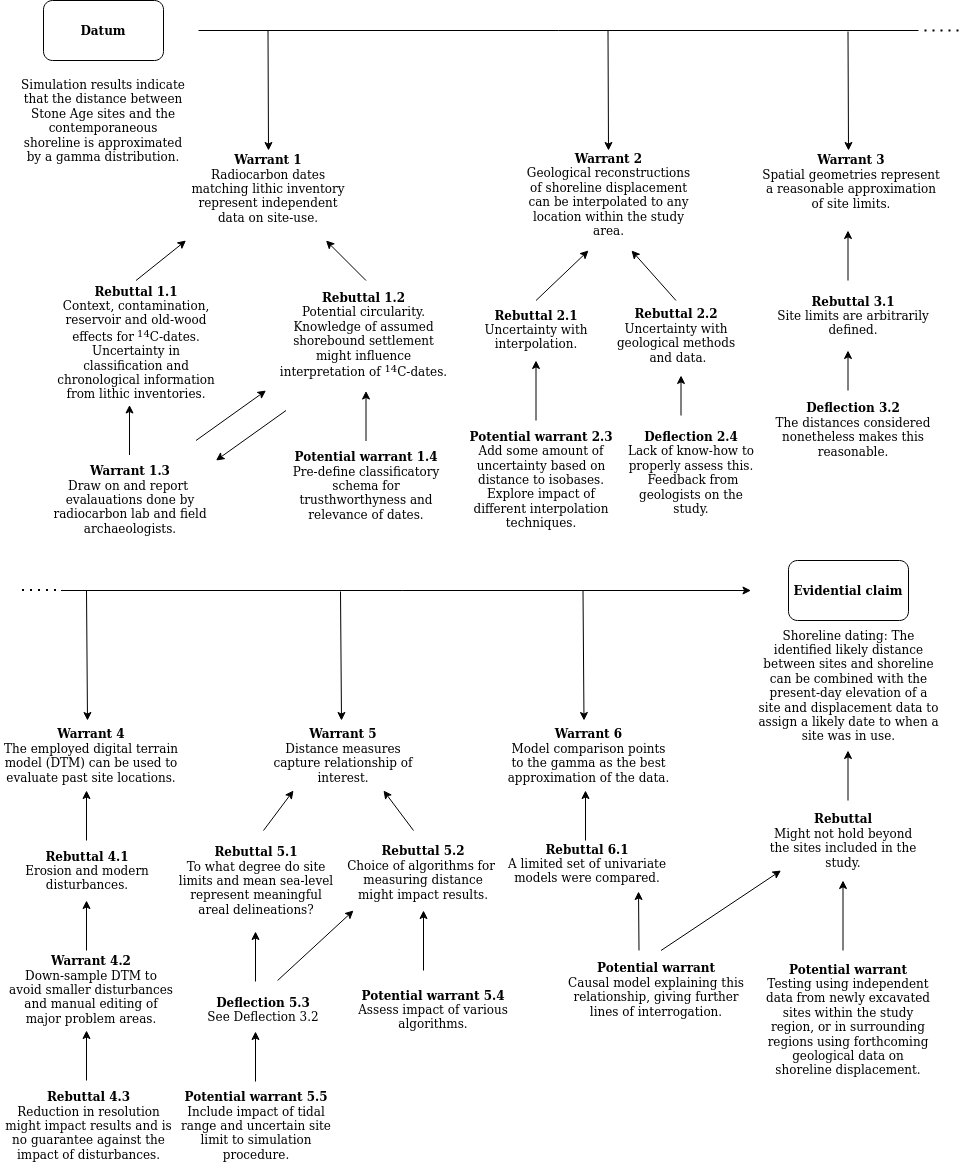 Datum
Simulation results indicate
that the distance between
Stone Age sites and the
contemporaneous
shoreline is approximated
by a gamma distribution.
Warrant 1
Radiocarbon dates
matching lithic inventory
represent independent
data on site-use.
Warrant 2
Geological reconstructions
of shoreline displacement
can be interpolated to any
location within the study
area.
Warrant 3
Spatial geometries represent
a reasonable approximation
of site limits.
Rebuttal 1.1
Context, contamination,
reservoir and old-wood
effects for ¹⁴C-dates.
Uncertainty in
classification and
chronological information
from lithic inventories.
Rebuttal 1.2
Potential circularity.
Knowledge of assumed
shorebound settlement
might influence
interpretation of ¹⁴C-dates.
Rebuttal 2.1
Uncertainty with
interpolation.
Rebuttal 2.2
Uncertainty with
geological methods
and data.
Rebuttal 3.1
Site limits are arbitrarily
defined.
Warrant 1.3
Draw on and report
evalauations done by
radiocarbon lab and field
archaeologists.
Potential warrant 1.4
Pre-define classificatory
schema for
trusthworthyness and
relevance of dates.
Potential warrant 2.3
Add some amount of
uncertainty based on
distance to isobases.
Explore impact of
different interpolation
techniques.
Deflection 2.4
Lack of know-how to
properly assess this.
Feedback from
geologists on the
study.
Deflection 3.2
The distances considered
nonetheless makes this
reasonable.
Evidential claim
Shoreline dating: The
identified likely distance
between sites and shoreline
can be combined with the
present-day elevation of a
site and displacement data to
assign a likely date to when a
site was in use.
Warrant 4
The employed digital terrain
model (DTM) can be used to
evaluate past site locations.
Warrant 5
Distance measures
capture relationship of
interest.
Warrant 6
Model comparison points
to the gamma as the best
approximation of the data.
Rebuttal 4.1
Erosion and modern
disturbances.
Rebuttal 5.1
To what degree do site
limits and mean sea-level
represent meaningful
areal delineations?
Rebuttal 5.2
Choice of algorithms for
measuring distance
might impact results.
Rebuttal 6.1
A limited set of univariate
models were compared.
Rebuttal
Might not hold beyond
the sites included in the
study.
Warrant 4.2
Down-sample DTM to
avoid smaller disturbances
and manual editing of
major problem areas.
Deflection 5.3
See Deflection 3.2
Potential warrant 5.4
Assess impact of various
algorithms.
Potential warrant
Causal model explaining this
relationship, giving further
lines of interrogation.
Potential warrant
Testing using independent
data from newly excavated
sites within the study
region, or in surrounding
regions using forthcoming
geological data on
shoreline displacement.
Rebuttal 4.3
Reduction in resolution
might impact results and is
no guarantee against the
impact of disturbances.
Potential warrant 5.5
Include impact of tidal
range and uncertain site
limit to simulation
procedure.